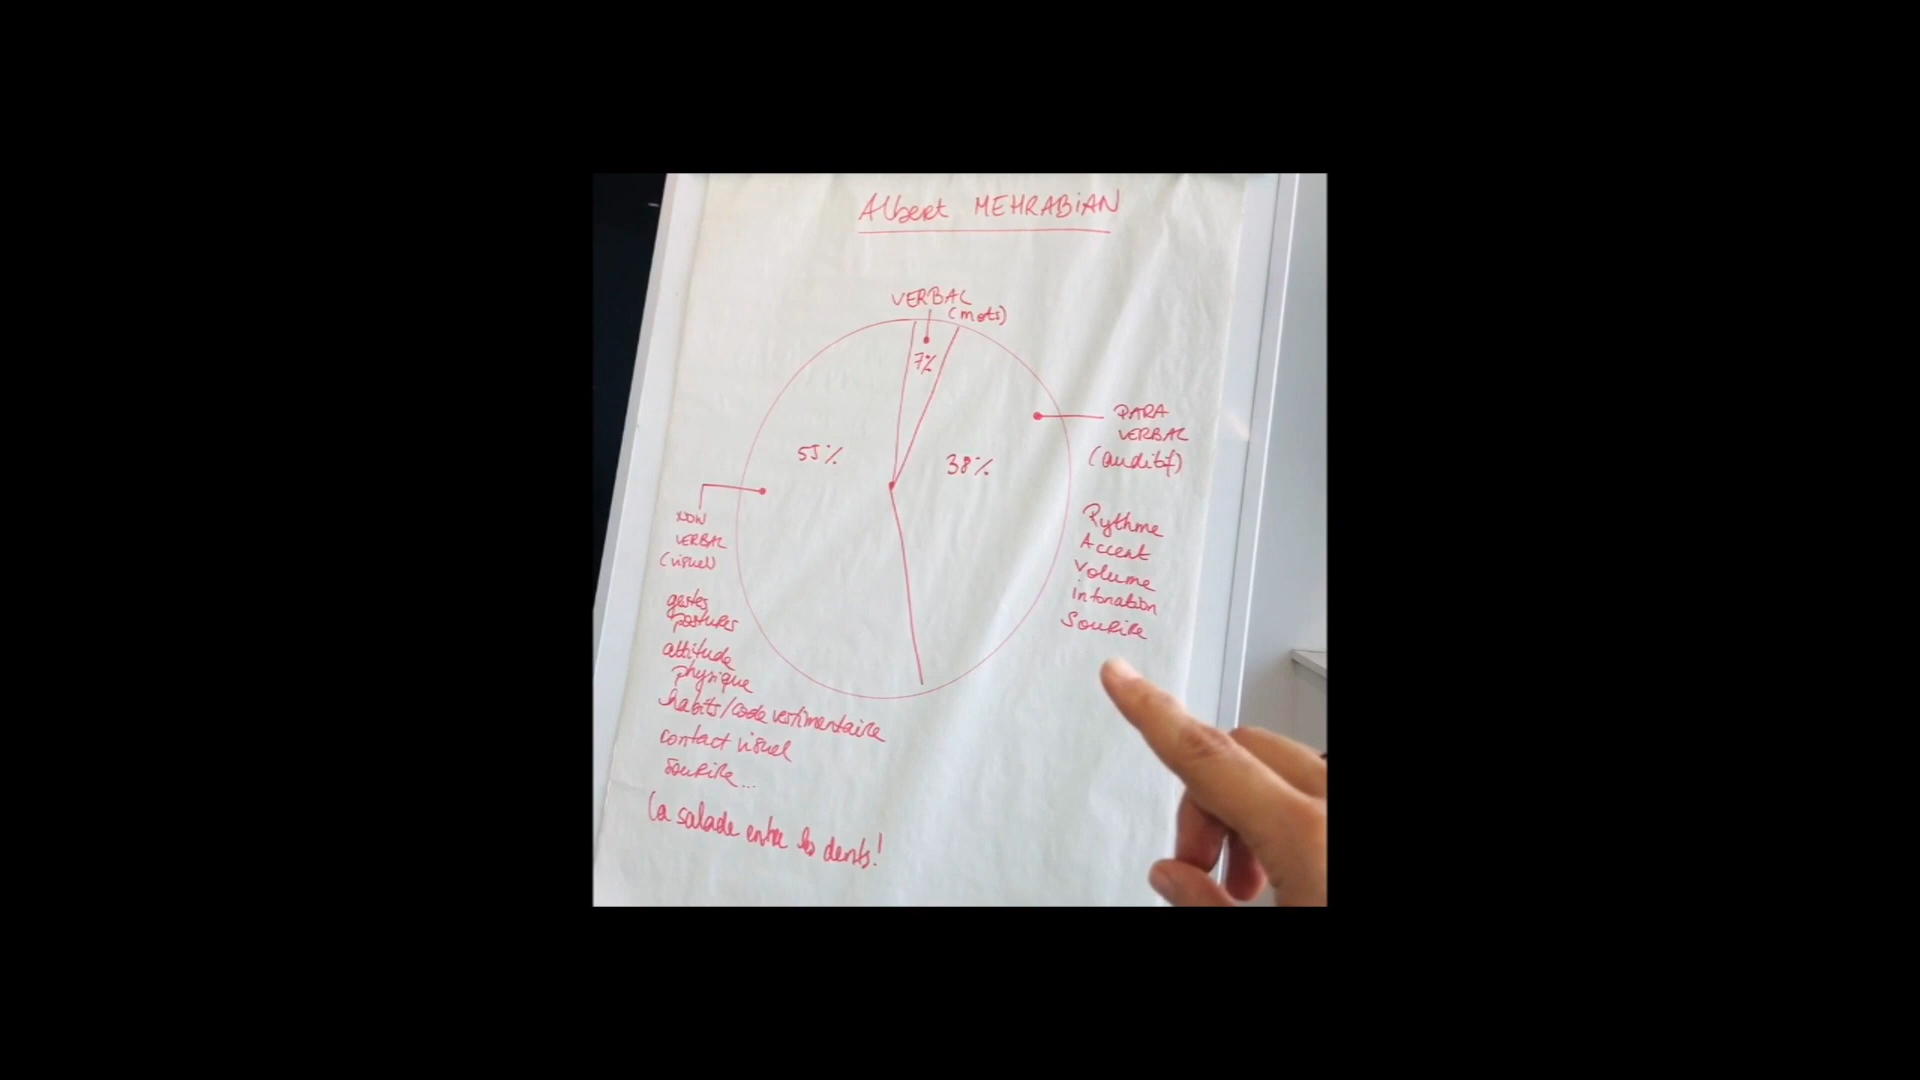 Albert MEHRABIAN
VERBAL
(mots)
7%
55%
38%
PARA
VERBAL
(auditif)
Rythme
Accent
Volume
intonation
Sourire
NON
VERBAL
(visuel)
gestes
postures
attitude
physique
habits/code vestimentaire
contact visuel
Sourire...
La salade entre les dents!